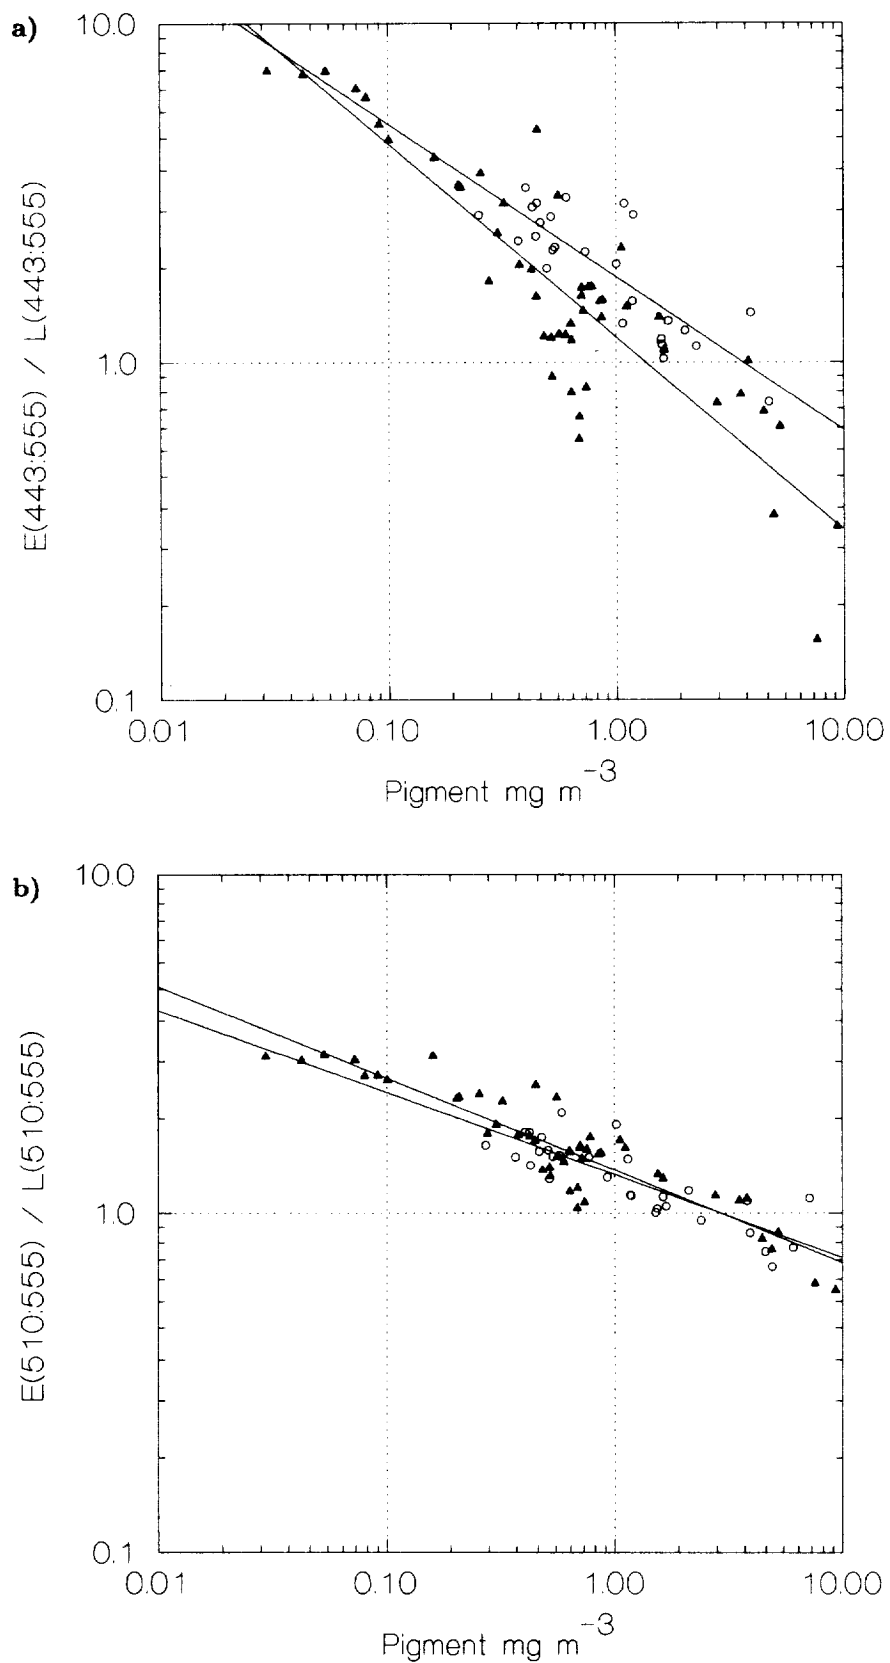 a)
10.0
1.0
0.1
E(443:555) / L(443:555)
0.01 0.10 1.00 10.00
Pigment mg m⁻³
b)
10.0
1.0
0.1
E(510:555) / L(510:555)
0.01 0.10 1.00 10.00
Pigment mg m⁻³